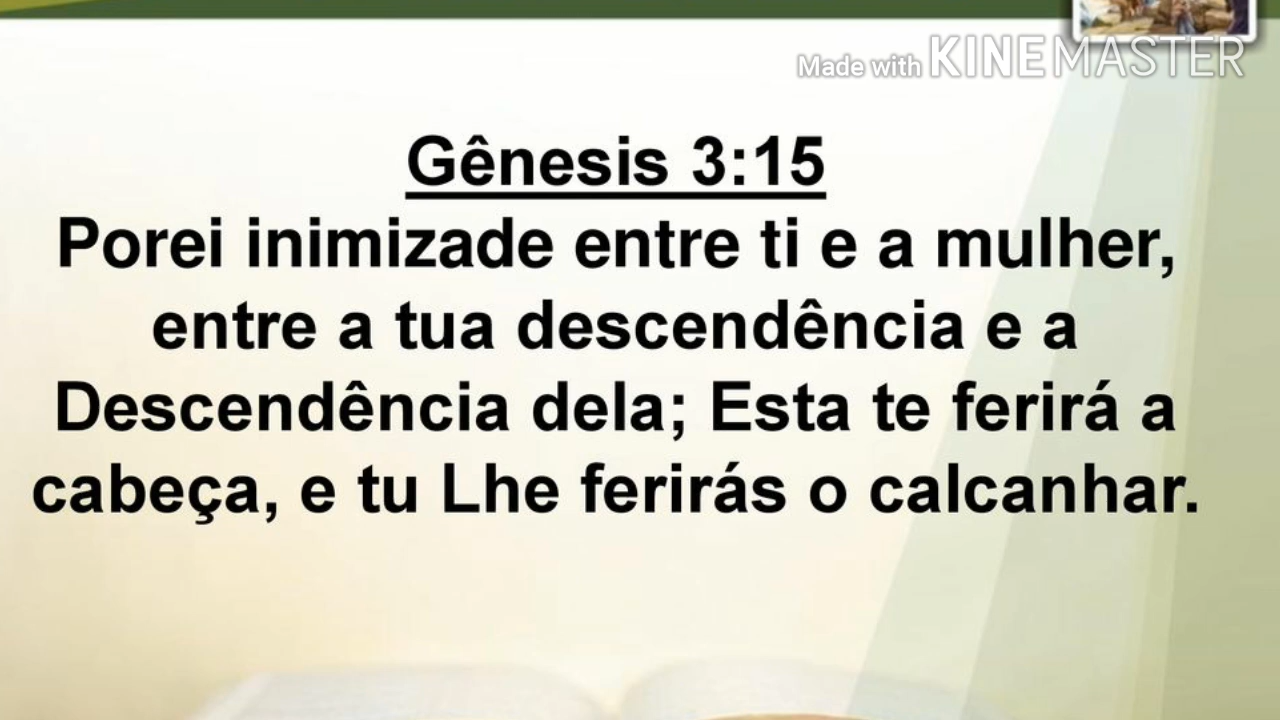 Made with KINEMASTER
Gênesis 3:15
Porei inimizade entre ti e a mulher,
entre a tua descendência e a
Descendência dela; Esta te ferirá a
cabeça, e tu Lhe ferirás o calcanhar.